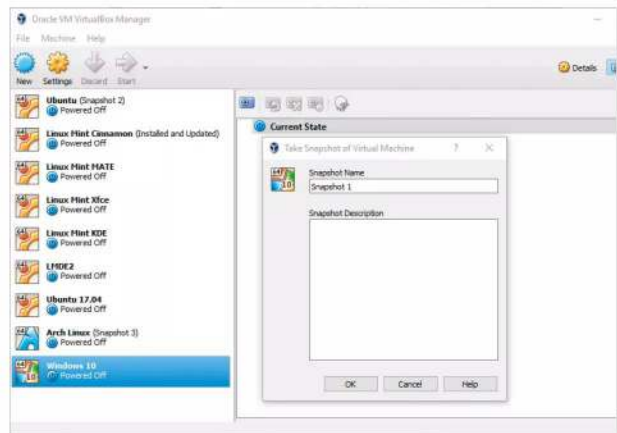 Oracle VM VirtualBox Manager
File Machine Help
New Settings Discard Start
Details
Ubuntu (Snapshot 2)
Powered Off
Linux Mint Cinnamon (Installed and Updated)
Powered Off
Linux Mint MATE
Powered Off
Linux Mint Xfce
Powered Off
Linux Mint KDE
Powered Off
LMDE2
Powered Off
Ubuntu 17.04
Powered Off
Arch Linux (Snapshot 3)
Powered Off
Windows 10
Powered Off
Current State
Take Snapshot of Virtual Machine ?
Snapshot Name
Snapshot 1
Snapshot Description
OK Cancel Help